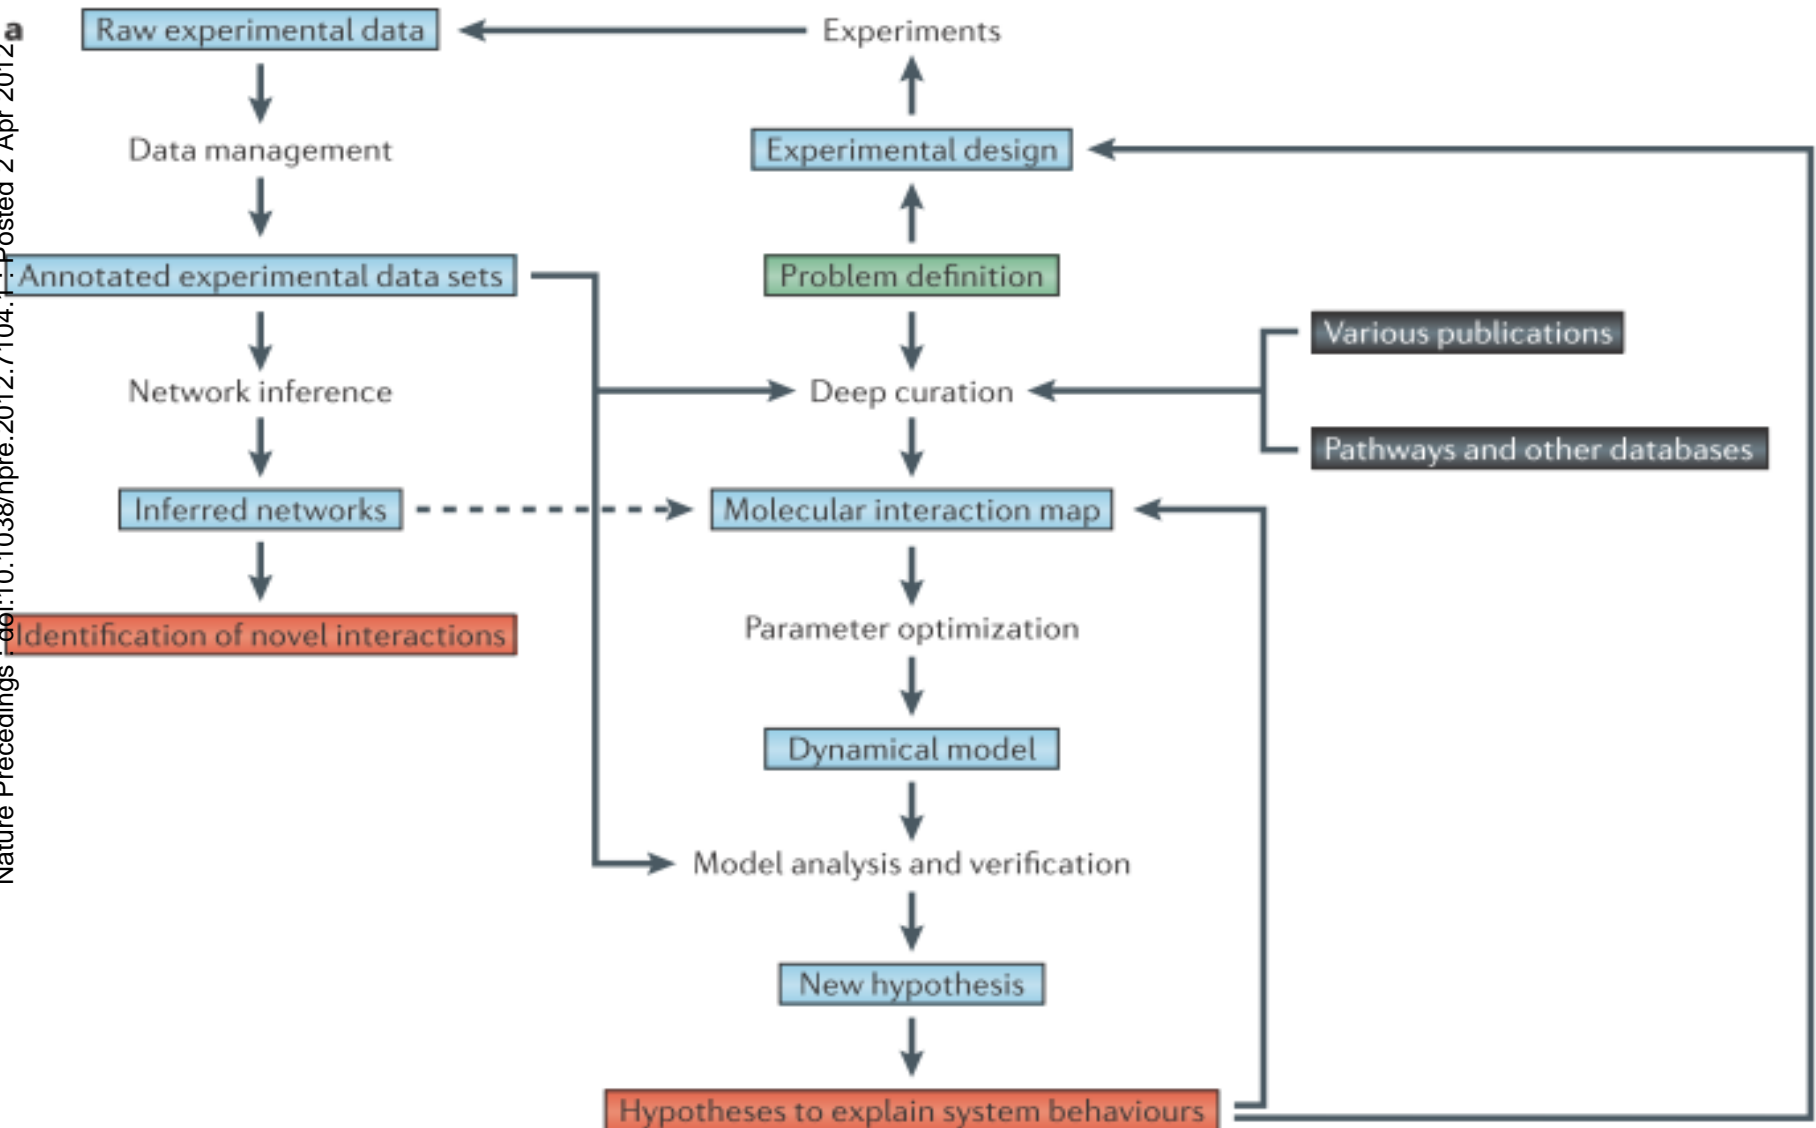 a
Raw experimental data
Experiments
Data management
Experimental design
Annotated experimental data sets
Problem definition
Various publications
Network inference
Deep curation
Pathways and other databases
Inferred networks
Molecular interaction map
Identification of novel interactions
Parameter optimization
Dynamical model
Model analysis and verification
New hypothesis
Hypotheses to explain system behaviours
Nature Precedings : doi:10.1038/npre.2012.7104.1 : Posted 2 Apr 2012